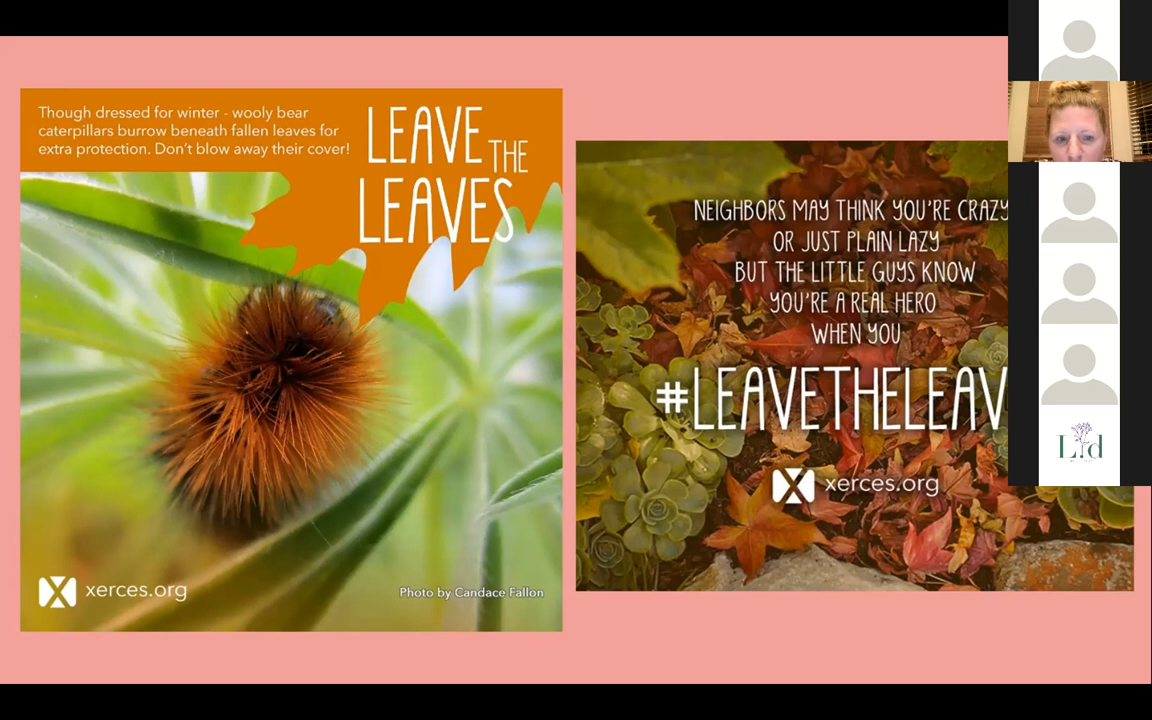 Though dressed for winter - wooly bear
caterpillars burrow beneath fallen leaves for
extra protection. Don't blow away their cover!
LEAVE THE
LEAVES
xerces.org
Photo by Candace Fallon
NEIGHBORS MAY THINK YOU'RE CRAZY
OR JUST PLAIN LAZY
BUT THE LITTLE GUYS KNOW
YOU'RE A REAL HERO
WHEN YOU
#LEAVETHELEAV
xerces.org